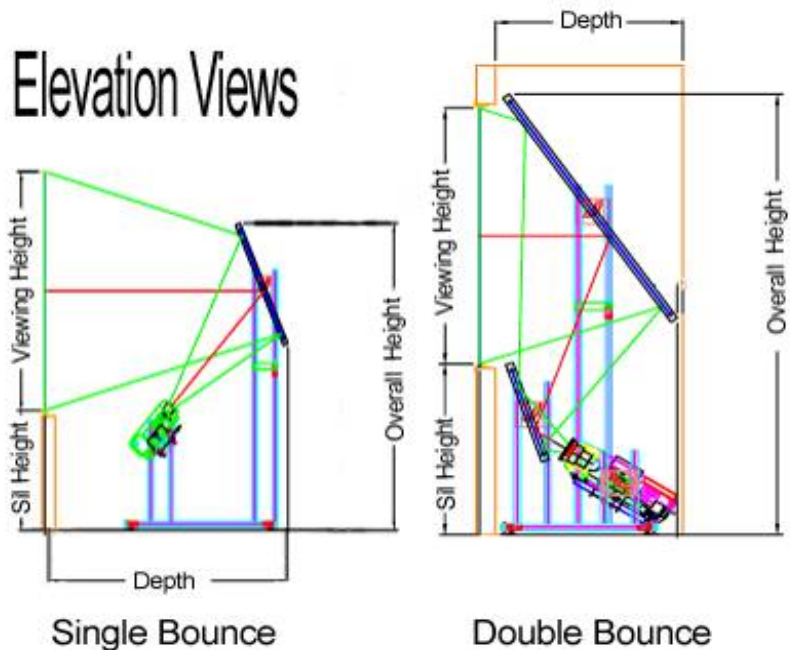 Elevation Views
Viewing Height
Sil Height
Overall Height
Depth
Single Bounce
Depth
Viewing Height
Sil Height
Overall Height
Double Bounce